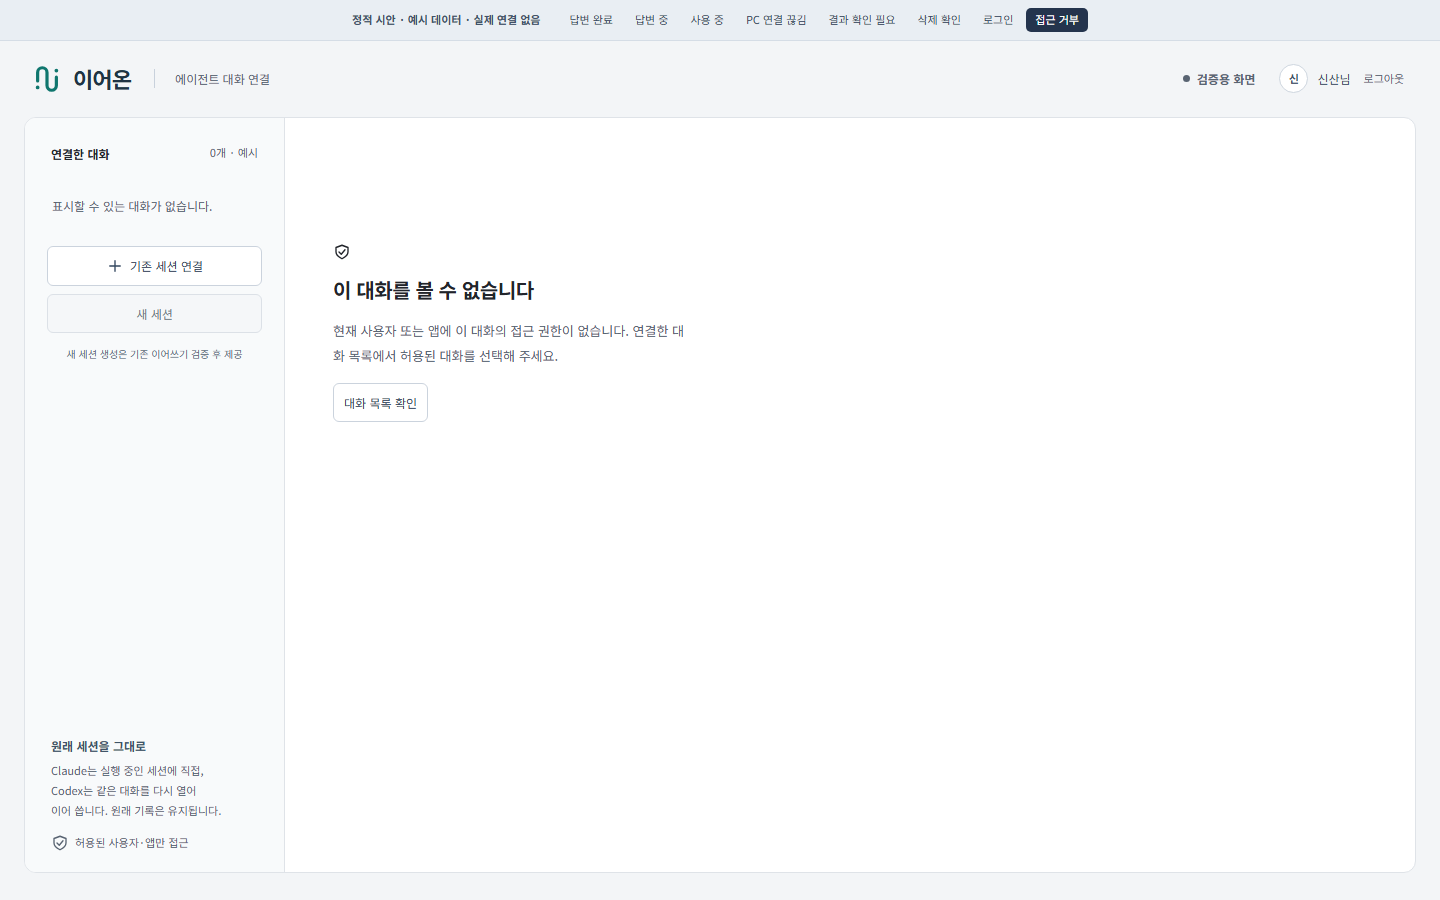 정적 시안 · 예시 데이터 · 실제 연결 없음 답변 완료 답변 중 사용 중 PC 연결 끊김 결과 확인 필요 삭제 확인 로그인 접근 거부
이어온 에이전트 대화 연결 검증용 화면 신 신산님 로그아웃
연결한 대화 0개 · 예시
표시할 수 있는 대화가 없습니다.
기존 세션 연결
새 세션
새 세션 생성은 기존 이어쓰기 검증 후 제공
이 대화를 볼 수 없습니다
현재 사용자 또는 앱에 이 대화의 접근 권한이 없습니다. 연결한 대
화 목록에서 허용된 대화를 선택해 주세요.
대화 목록 확인
원래 세션을 그대로
Claude는 실행 중인 세션에 직접,
Codex는 같은 대화를 다시 열어
이어 씁니다. 원래 기록은 유지됩니다.
허용된 사용자·앱만 접근